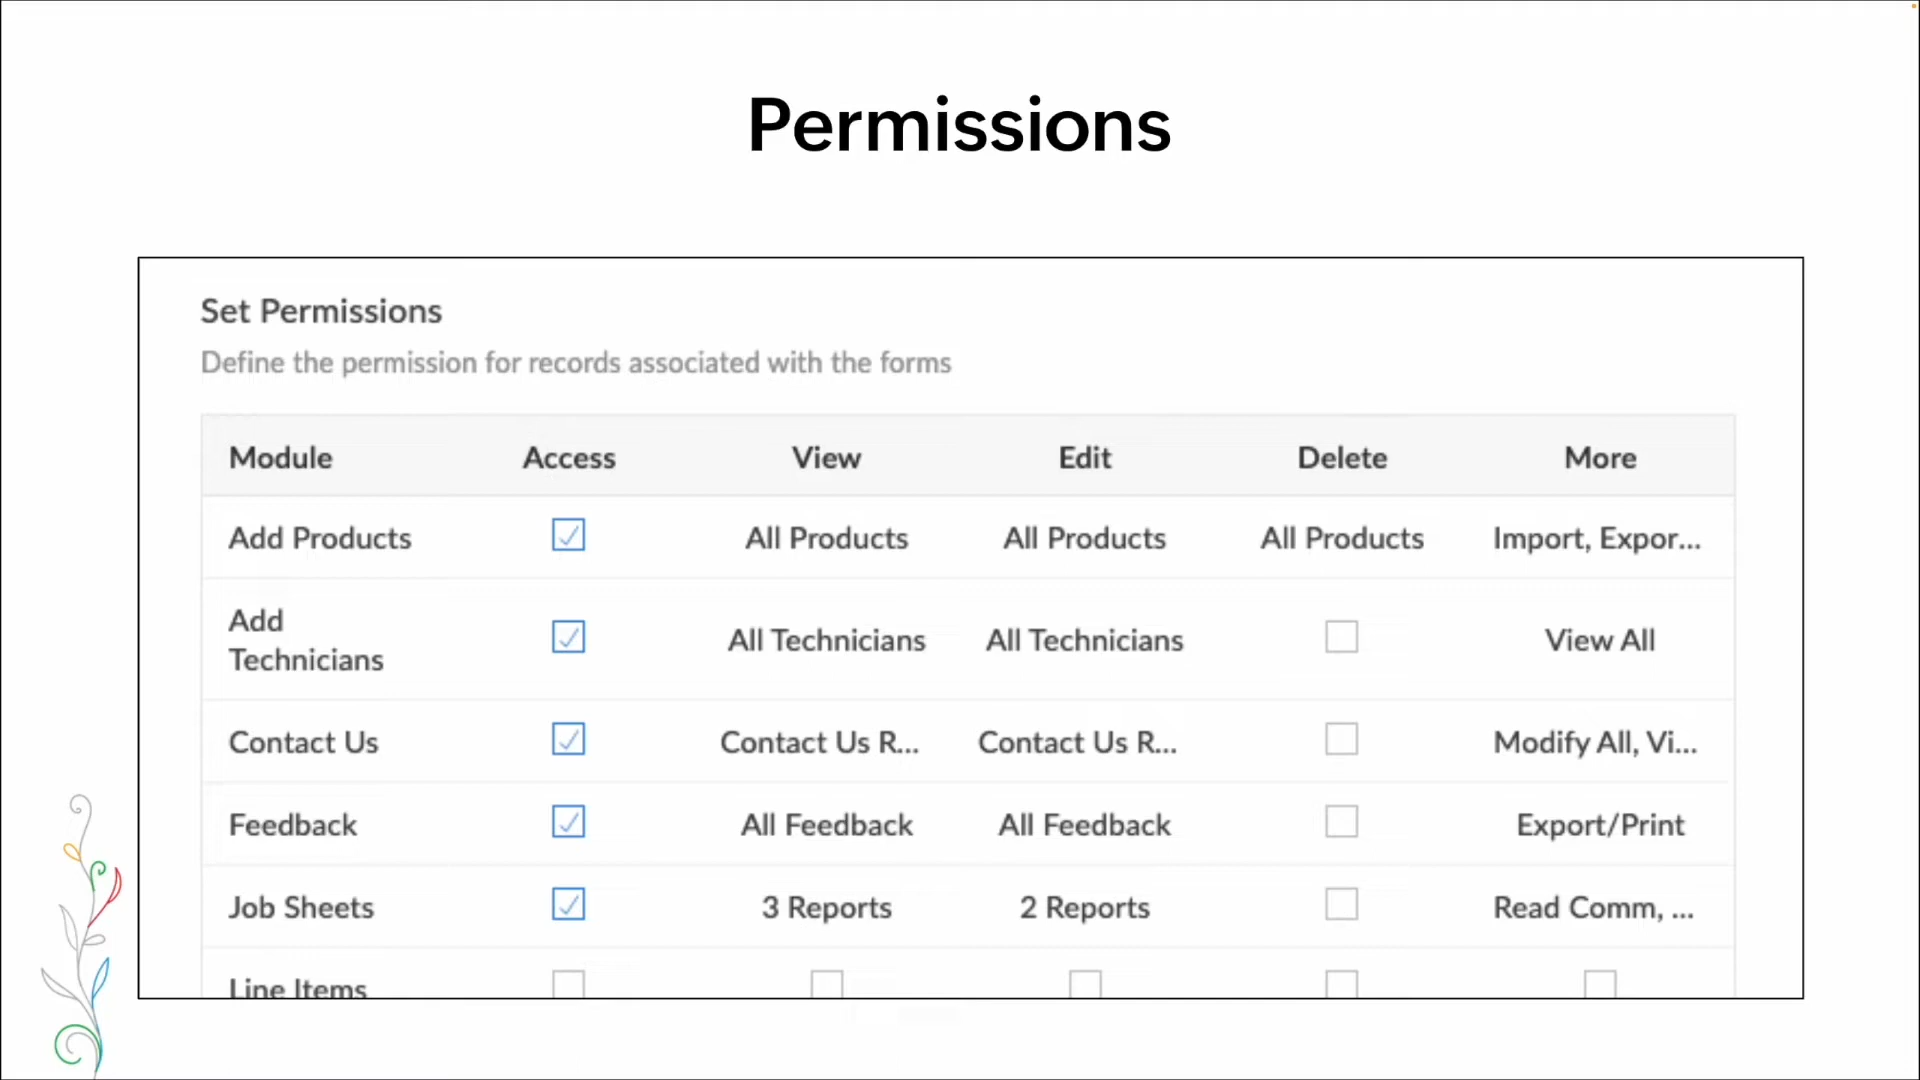 Permissions
Set Permissions
Define the permission for records associated with the forms
Module Access View Edit Delete More
Add Products All Products All Products All Products Import, Expor...
Add
Technicians All Technicians All Technicians View All
Contact Us Contact Us R... Contact Us R... Modify All, Vi...
Feedback All Feedback All Feedback Export/Print
Job Sheets 3 Reports 2 Reports Read Comm, ...
Line Items